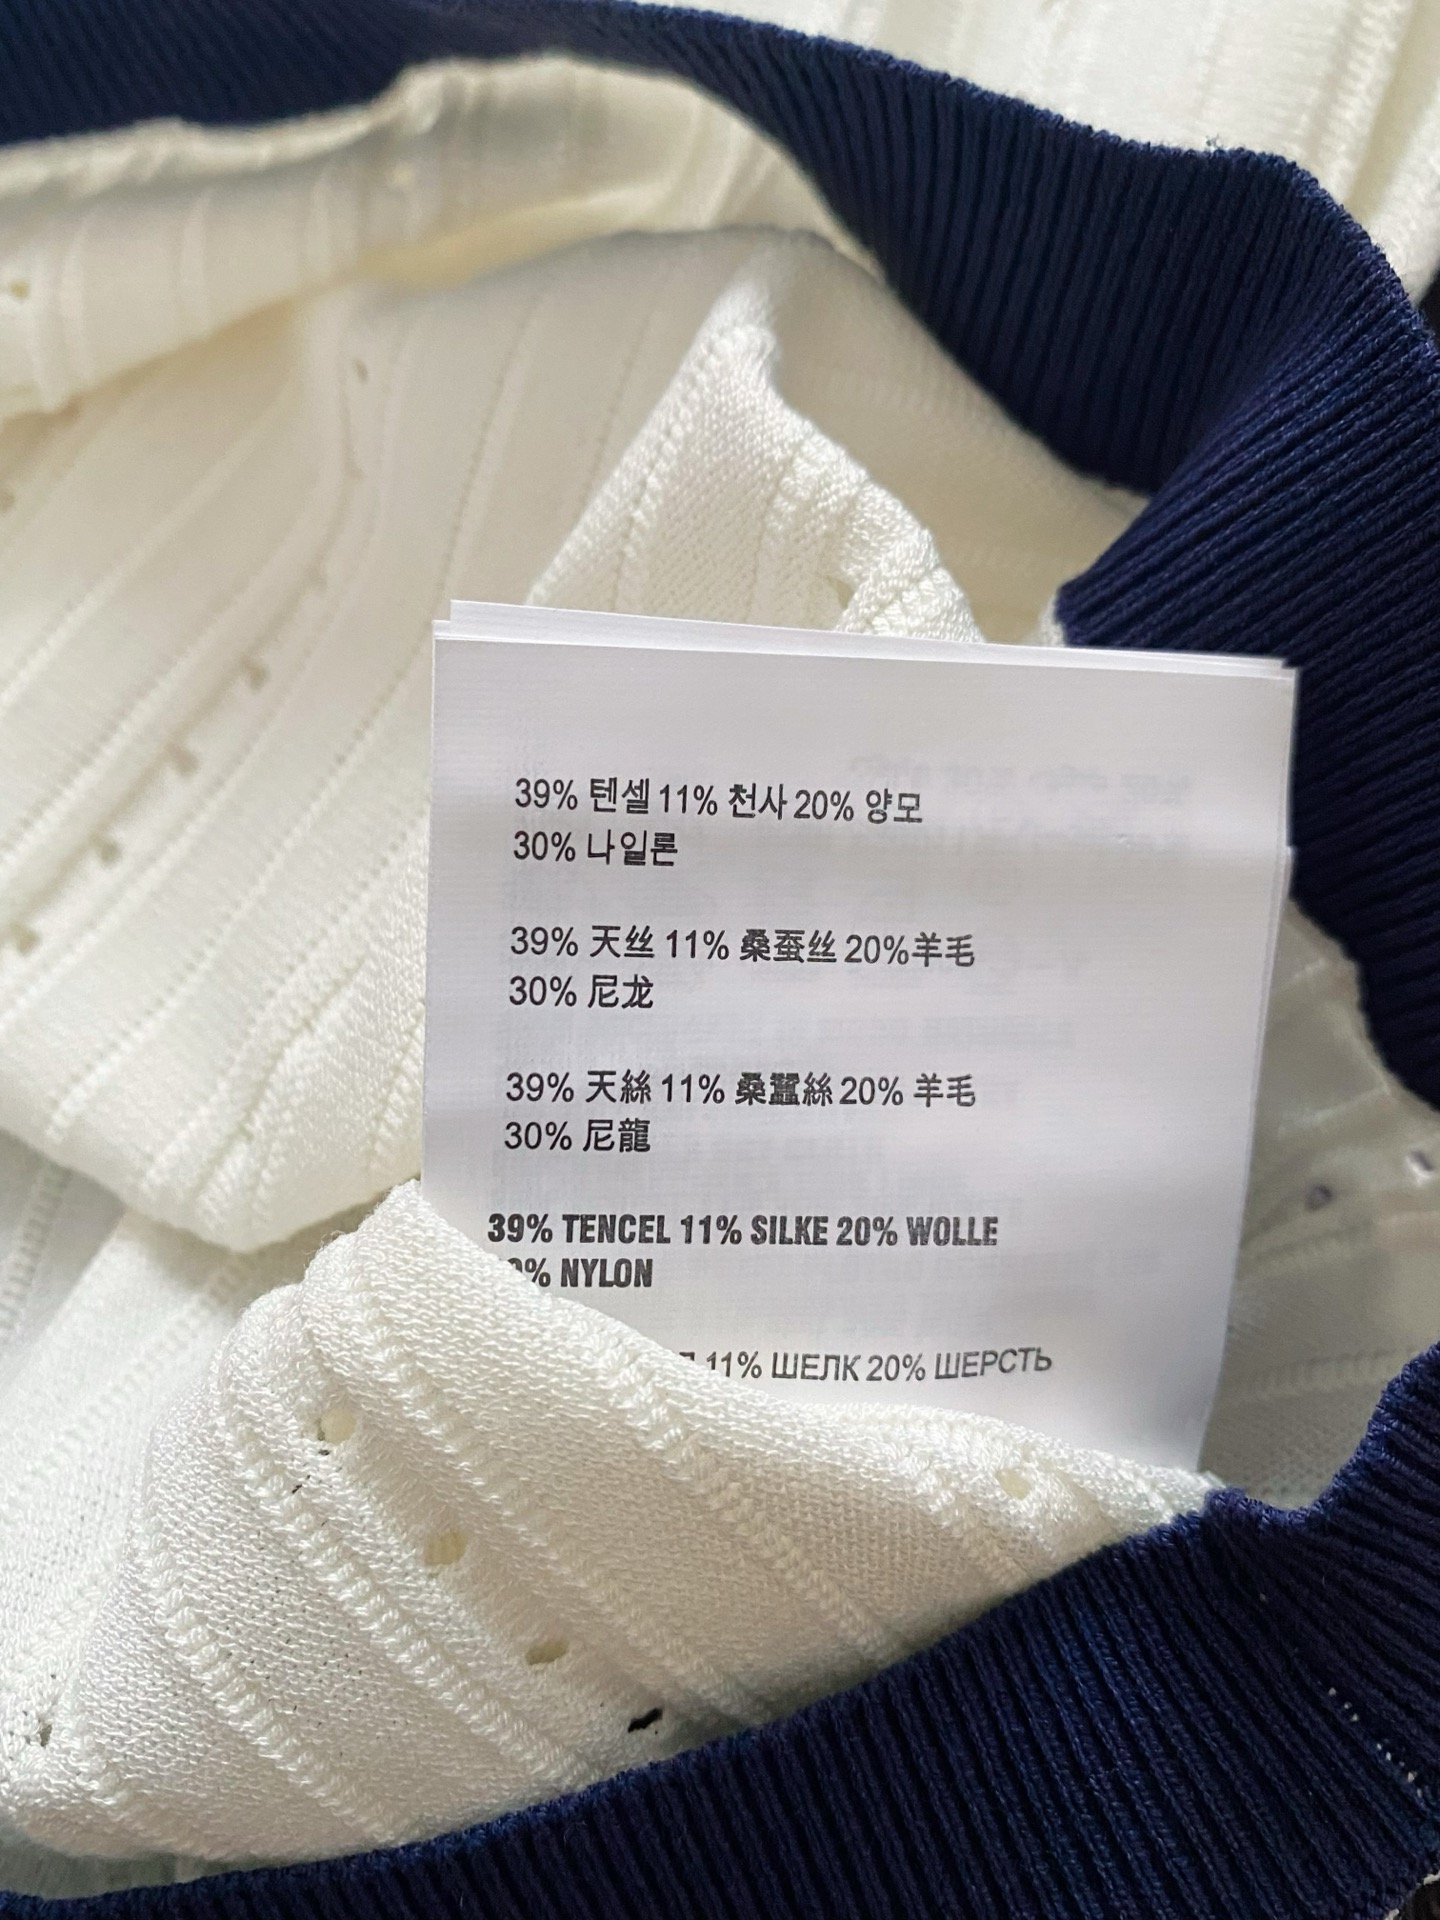 39% 텐셀 11% 천사 20% 양모
30% 나일론
39% 天丝 11% 桑蚕丝 20%羊毛
30% 尼龙
39% 天絲 11% 桑蠶絲 20% 羊毛
30% 尼龍
39% TENCEL 11% SILKE 20% WOLLE
NYLON
11% ШЕЛК 20% ШЕРСТЬ